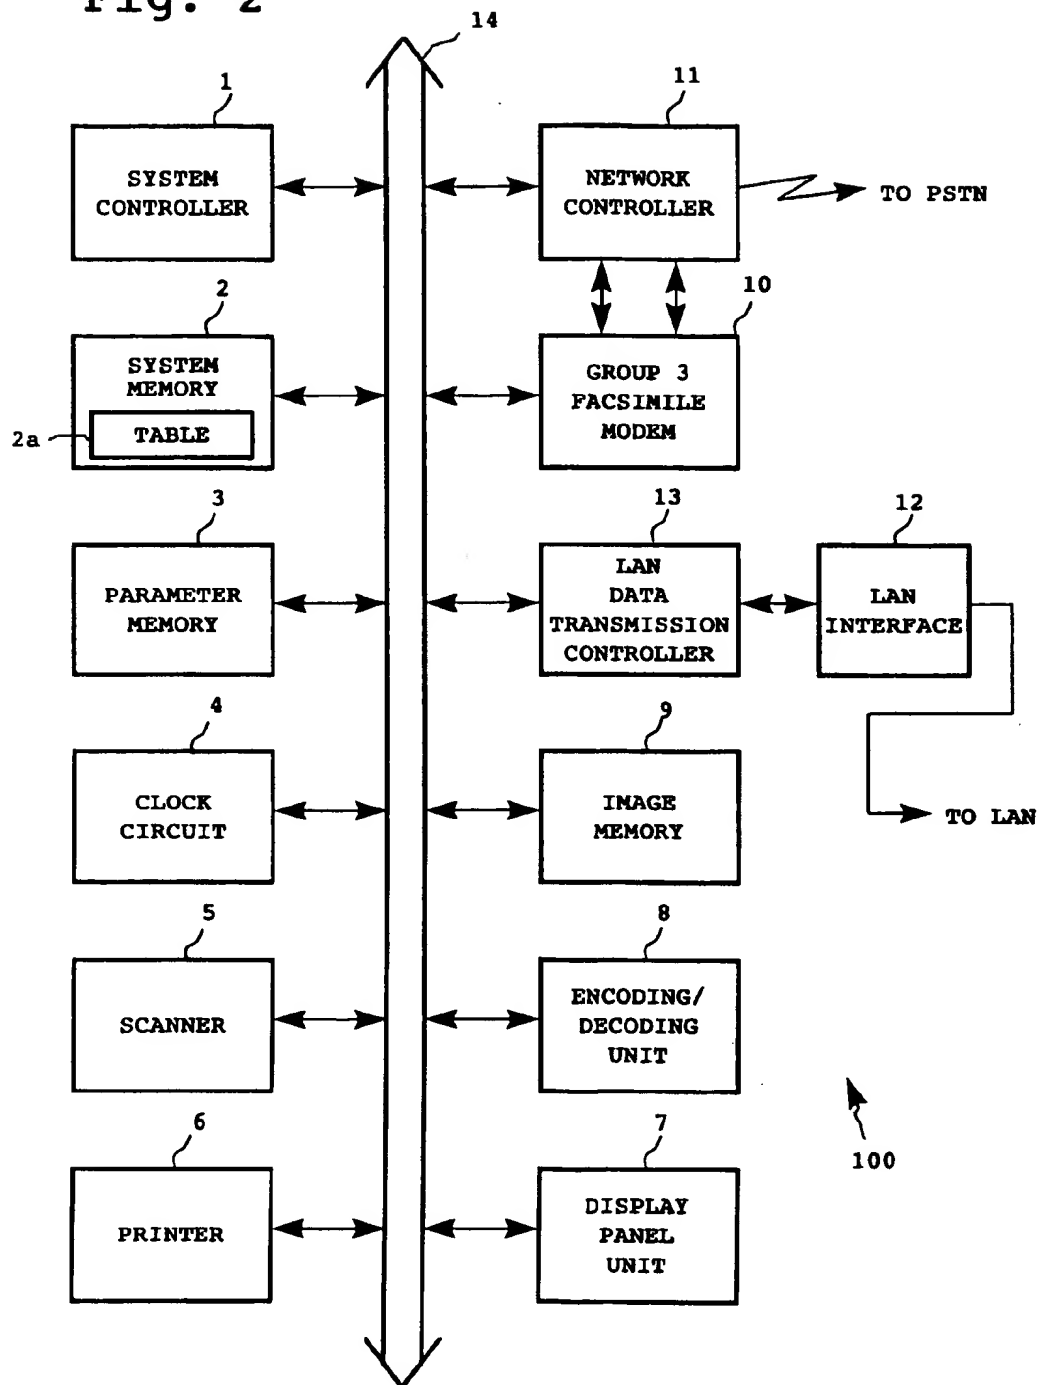 Fig. 2
14
1
SYSTEM
CONTROLLER
11
NETWORK
CONTROLLER
TO PSTN
2
SYSTEM
MEMORY
2a
TABLE
10
GROUP 3
FACSIMILE
MODEM
3
PARAMETER
MEMORY
13
LAN
DATA
TRANSMISSION
CONTROLLER
12
LAN
INTERFACE
TO LAN
4
CLOCK
CIRCUIT
9
IMAGE
MEMORY
5
SCANNER
8
ENCODING/
DECODING
UNIT
6
PRINTER
7
DISPLAY
PANEL
UNIT
100